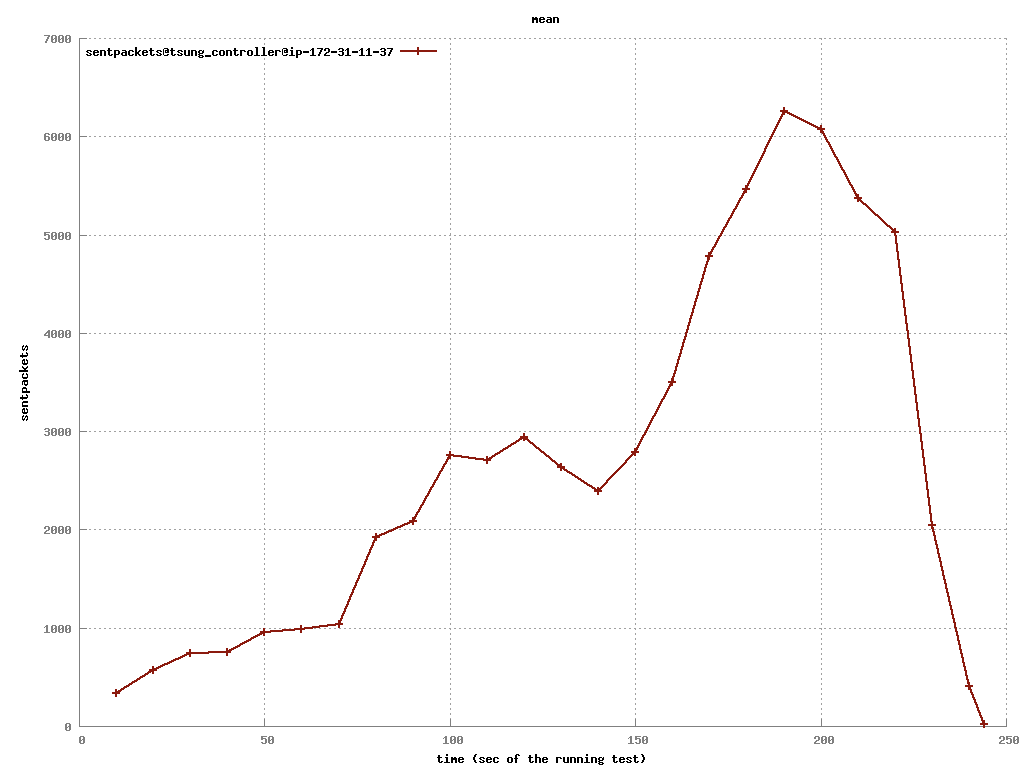 mean
7000
sentpackets@tsung_controller@ip-172-31-11-37
6000
5000
4000
3000
2000
1000
0
sentpackets
0 50 100 150 200 250
time (sec of the running test)